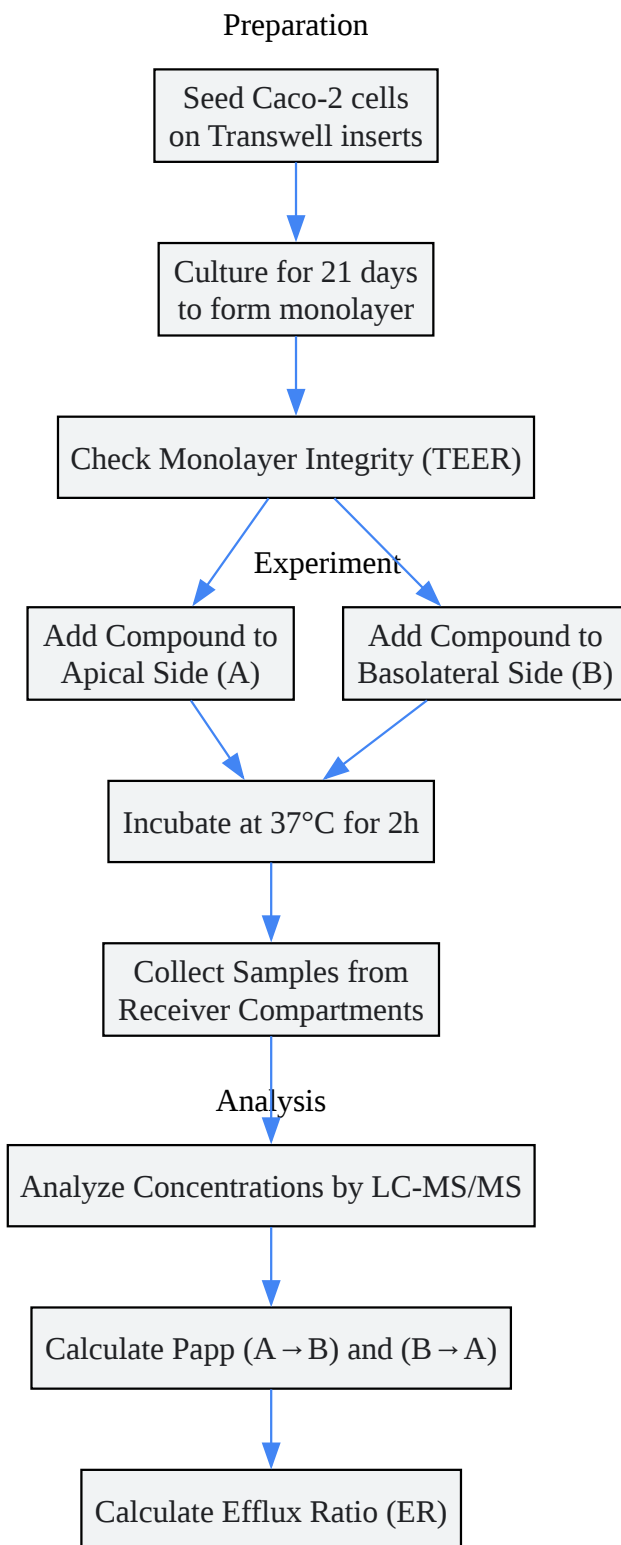 Preparation
Seed Caco-2 cells
on Transwell inserts
Culture for 21 days
to form monolayer
Check Monolayer Integrity (TEER)
Experiment
Add Compound to
Apical Side (A)
Add Compound to
Basolateral Side (B)
Incubate at 37°C for 2h
Collect Samples from
Receiver Compartments
Analysis
Analyze Concentrations by LC-MS/MS
Calculate Papp (A→B) and (B→A)
Calculate Efflux Ratio (ER)